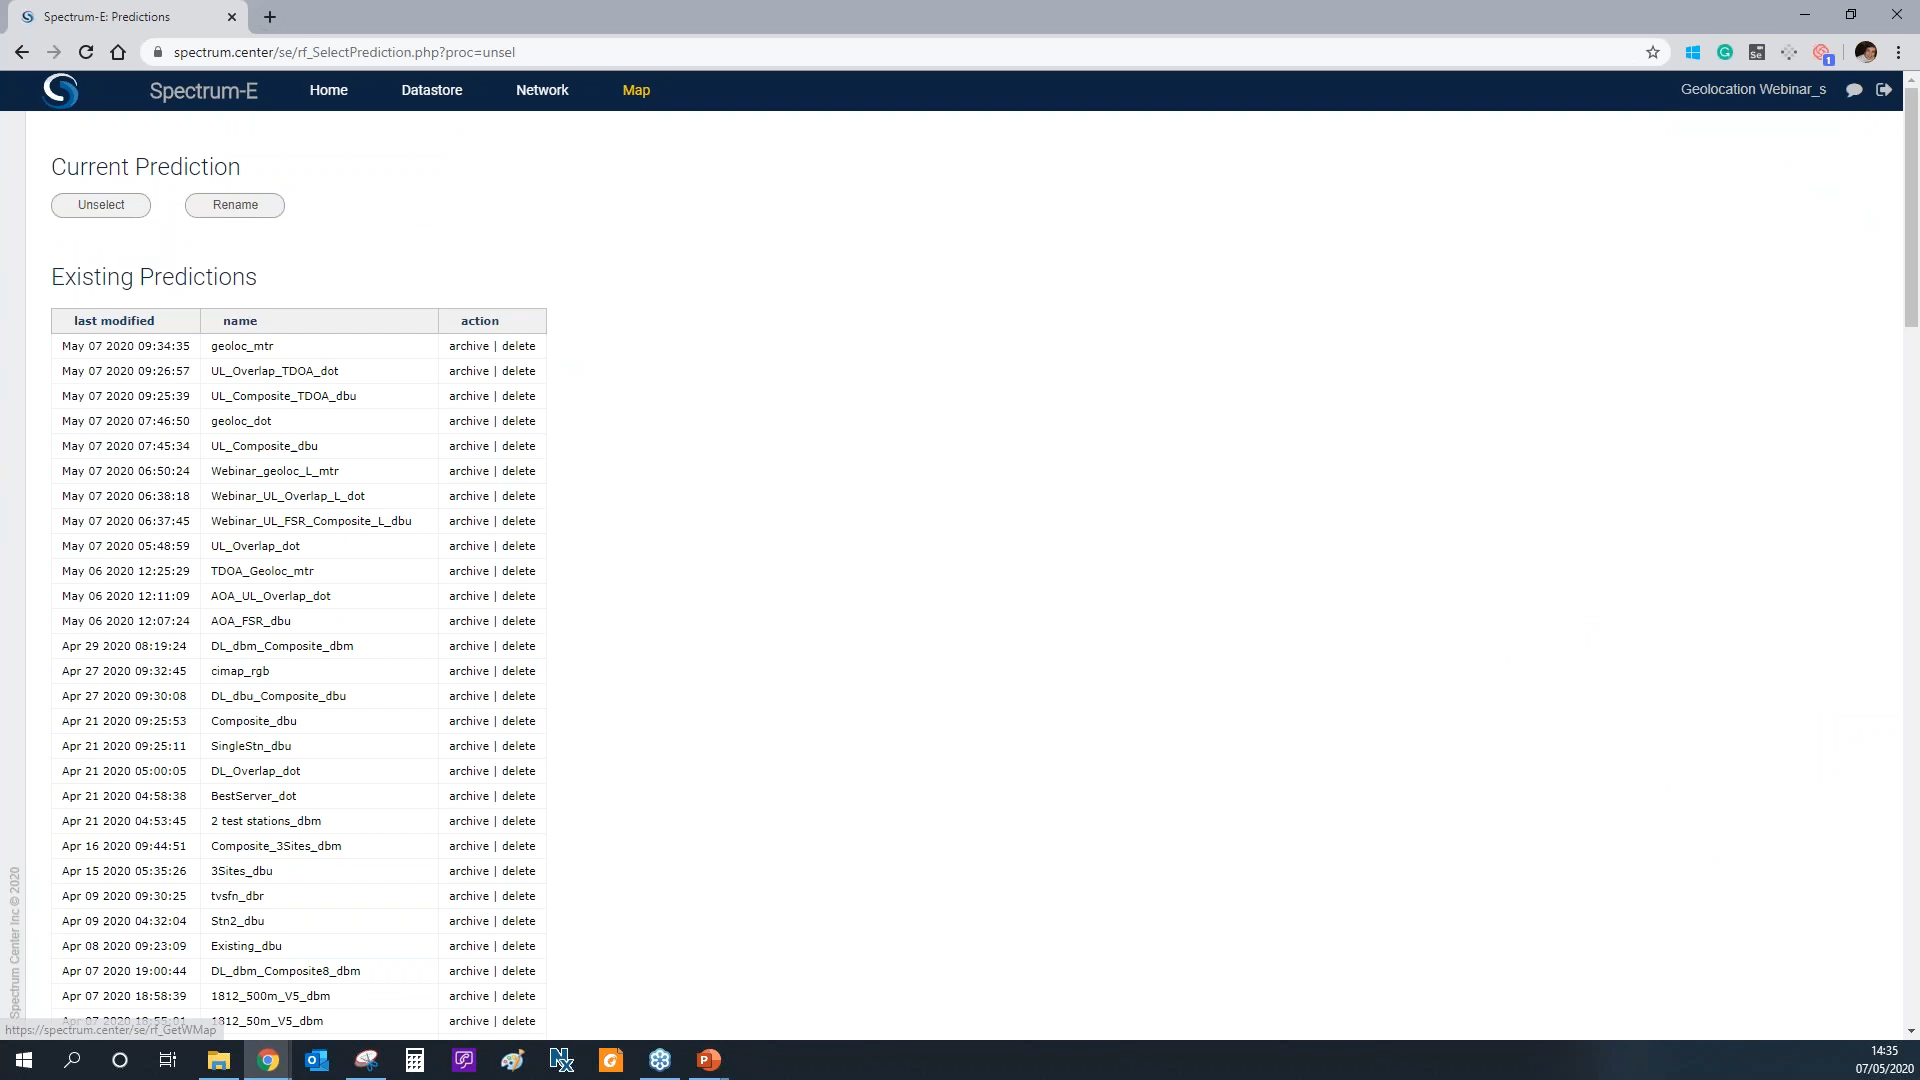 Spectrum-E: Predictions
spectrum.center/se/rf_SelectPrediction.php?proc=unsel
Se
1
Spectrum-E
Home
Datastore
Network
Map
Geolocation Webinar_s
Current Prediction
Unselect
Rename
Existing Predictions
last modified name action
May 07 2020 09:34:35 geoloc_mtr archive | delete
May 07 2020 09:26:57 UL_Overlap_TDOA_dot archive | delete
May 07 2020 09:25:39 UL_Composite_TDOA_dbu archive | delete
May 07 2020 07:46:50 geoloc_dot archive | delete
May 07 2020 07:45:34 UL_Composite_dbu archive | delete
May 07 2020 06:50:24 Webinar_geoloc_L_mtr archive | delete
May 07 2020 06:38:18 Webinar_UL_Overlap_L_dot archive | delete
May 07 2020 06:37:45 Webinar_UL_FSR_Composite_L_dbu archive | delete
May 07 2020 05:48:59 UL_Overlap_dot archive | delete
May 06 2020 12:25:29 TDOA_Geoloc_mtr archive | delete
May 06 2020 12:11:09 AOA_UL_Overlap_dot archive | delete
May 06 2020 12:07:24 AOA_FSR_dbu archive | delete
Apr 29 2020 08:19:24 DL_dbm_Composite_dbm archive | delete
Apr 27 2020 09:32:45 cimap_rgb archive | delete
Apr 27 2020 09:30:08 DL_dbu_Composite_dbu archive | delete
Apr 21 2020 09:25:53 Composite_dbu archive | delete
Apr 21 2020 09:25:11 SingleStn_dbu archive | delete
Apr 21 2020 05:00:05 DL_Overlap_dot archive | delete
Apr 21 2020 04:58:38 BestServer_dot archive | delete
Apr 21 2020 04:53:45 2 test stations_dbm archive | delete
Apr 16 2020 09:44:51 Composite_3Sites_dbm archive | delete
Apr 15 2020 05:35:26 3Sites_dbu archive | delete
Apr 09 2020 09:30:25 tvsfn_dbr archive | delete
Apr 09 2020 04:32:04 Stn2_dbu archive | delete
Apr 08 2020 09:23:09 Existing_dbu archive | delete
Apr 07 2020 19:00:44 DL_dbm_Composite8_dbm archive | delete
Apr 07 2020 18:58:39 1812_500m_V5_dbm archive | delete
Apr 07 2020 18:55:01 1812_50m_V5_dbm archive | delete
Spectrum Center Inc © 2020
https://spectrum.center/se/rf_GetWMap
14:35
07/05/2020